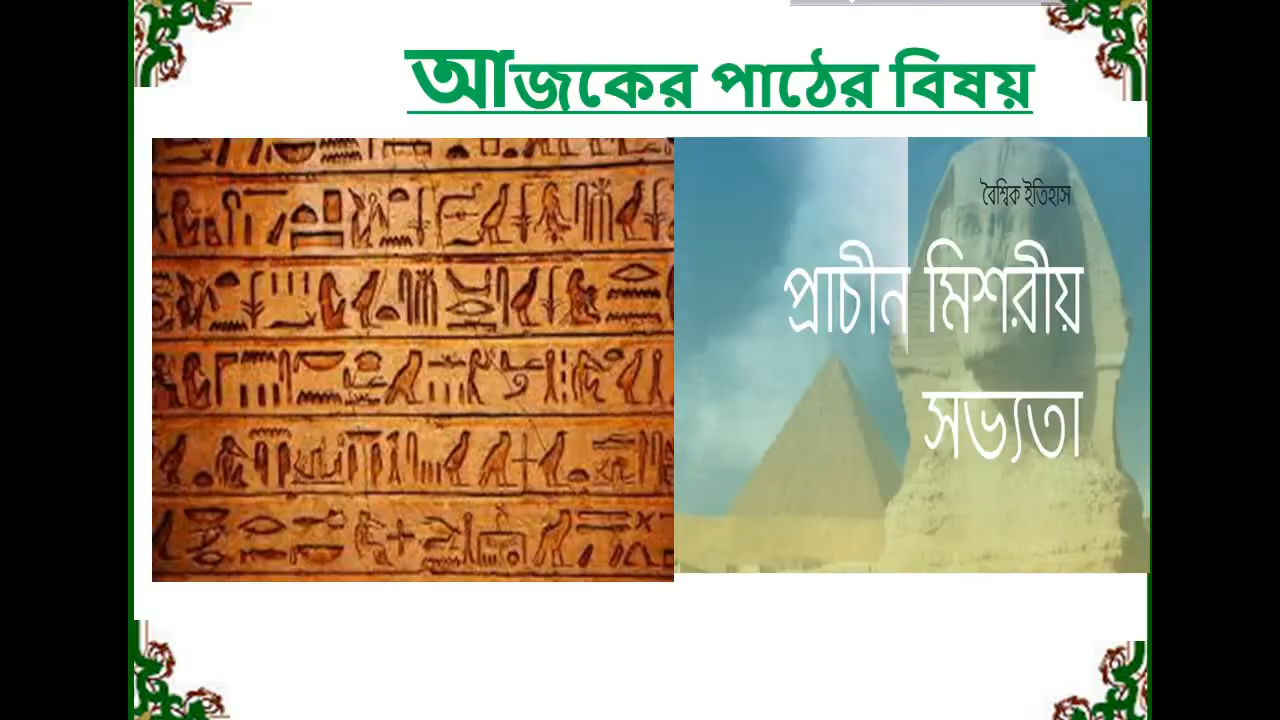 আজকের পাঠের বিষয়
বৈশ্বিক ইতিহাস
প্রাচীন মিশরীয়
সভ্যতা